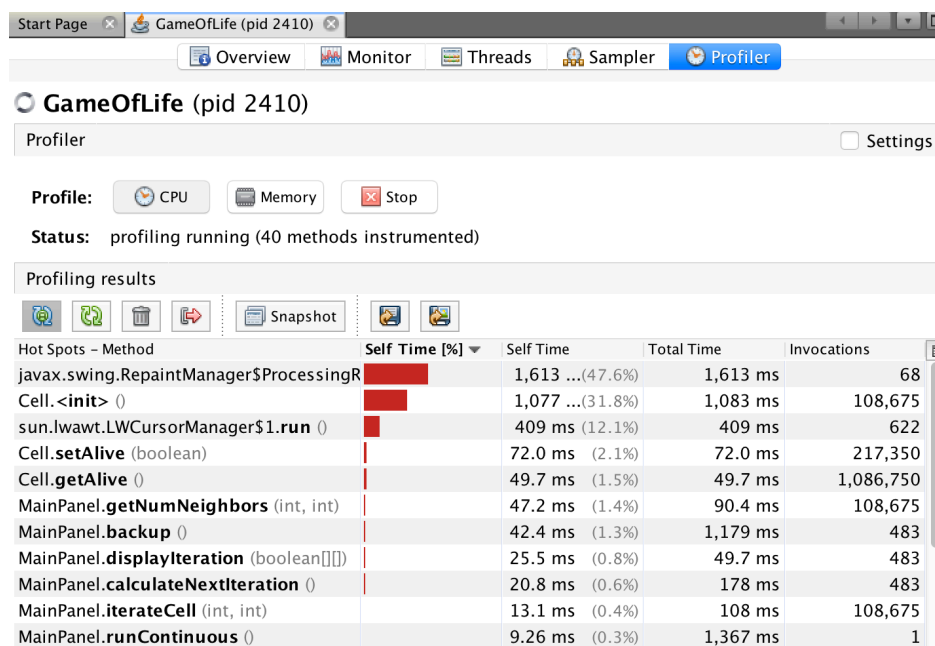 Start Page GameOfLife (pid 2410)
Overview Monitor Threads Sampler Profiler
GameOfLife (pid 2410)
Profiler Settings
Profile: CPU Memory Stop
Status: profiling running (40 methods instrumented)
Profiling results
Snapshot
Hot Spots – Method Self Time [%] Self Time Total Time Invocations
javax.swing.RepaintManager$ProcessingR 1,613 ...(47.6%) 1,613 ms 68
Cell.<init> () 1,077 ...(31.8%) 1,083 ms 108,675
sun.lwawt.LWCursorManager$1.run () 409 ms (12.1%) 409 ms 622
Cell.setAlive (boolean) 72.0 ms (2.1%) 72.0 ms 217,350
Cell.getAlive () 49.7 ms (1.5%) 49.7 ms 1,086,750
MainPanel.getNumNeighbors (int, int) 47.2 ms (1.4%) 90.4 ms 108,675
MainPanel.backup () 42.4 ms (1.3%) 1,179 ms 483
MainPanel.displayIteration (boolean[][]) 25.5 ms (0.8%) 49.7 ms 483
MainPanel.calculateNextIteration () 20.8 ms (0.6%) 178 ms 483
MainPanel.iterateCell (int, int) 13.1 ms (0.4%) 108 ms 108,675
MainPanel.runContinuous () 9.26 ms (0.3%) 1,367 ms 1